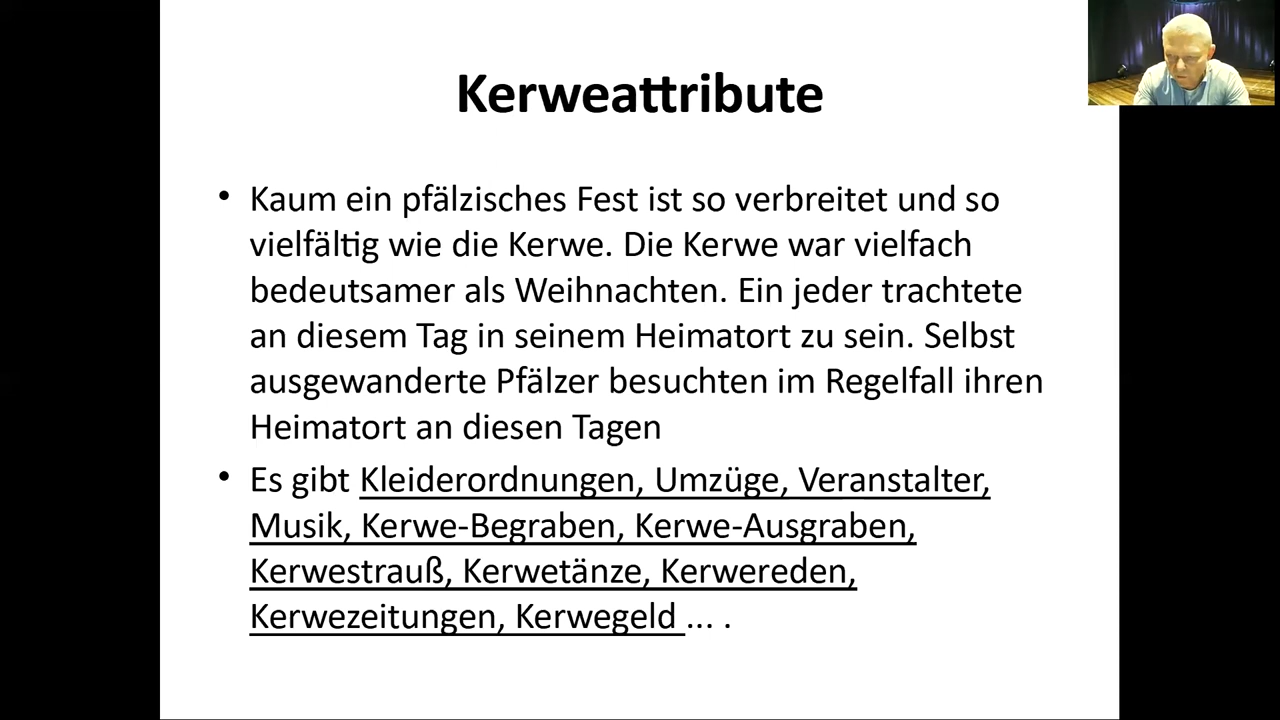 Kerweattribute
• Kaum ein pfälzisches Fest ist so verbreitet und so
vielfältig wie die Kerwe. Die Kerwe war vielfach
bedeutsamer als Weihnachten. Ein jeder trachtete
an diesem Tag in seinem Heimatort zu sein. Selbst
ausgewanderte Pfälzer besuchten im Regelfall ihren
Heimatort an diesen Tagen
• Es gibt Kleiderordnungen, Umzüge, Veranstalter,
Musik, Kerwe-Begraben, Kerwe-Ausgraben,
Kerwestrauß, Kerwetänze, Kerwereden,
Kerwezeitungen, Kerwegeld ... .